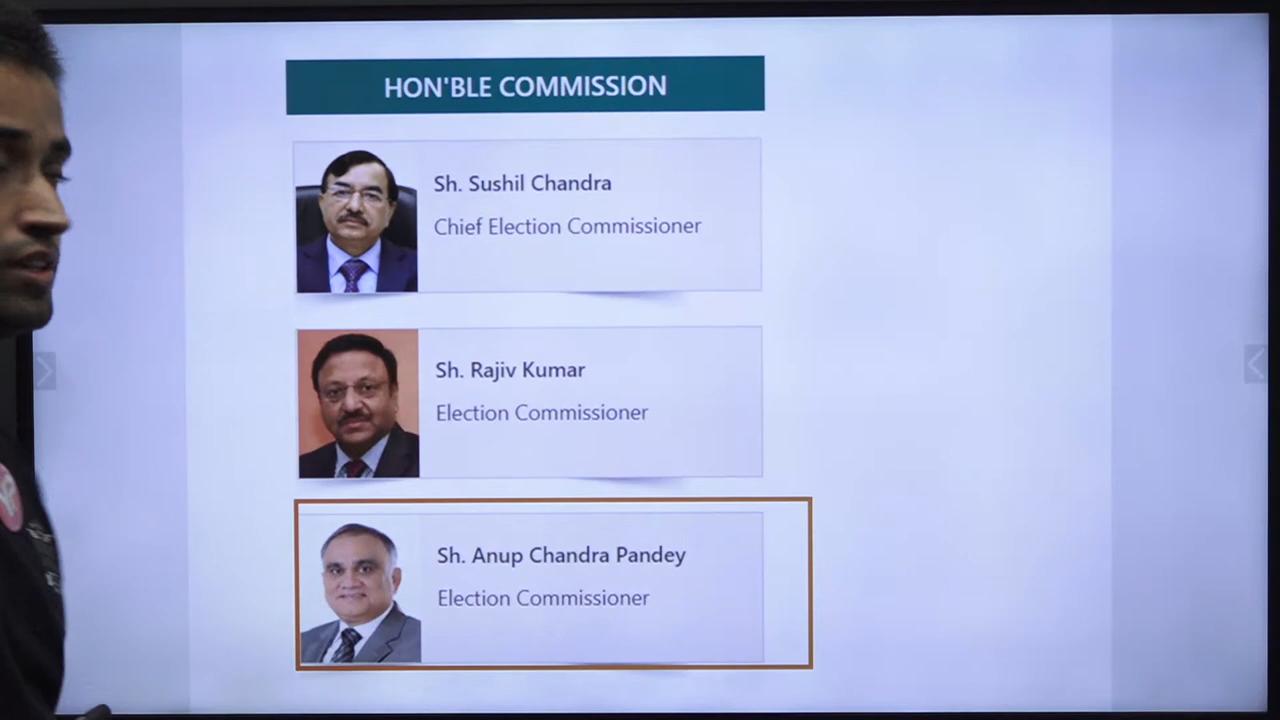 HON'BLE COMMISSION
Sh. Sushil Chandra
Chief Election Commissioner
Sh. Rajiv Kumar
Election Commissioner
Sh. Anup Chandra Pandey
Election Commissioner